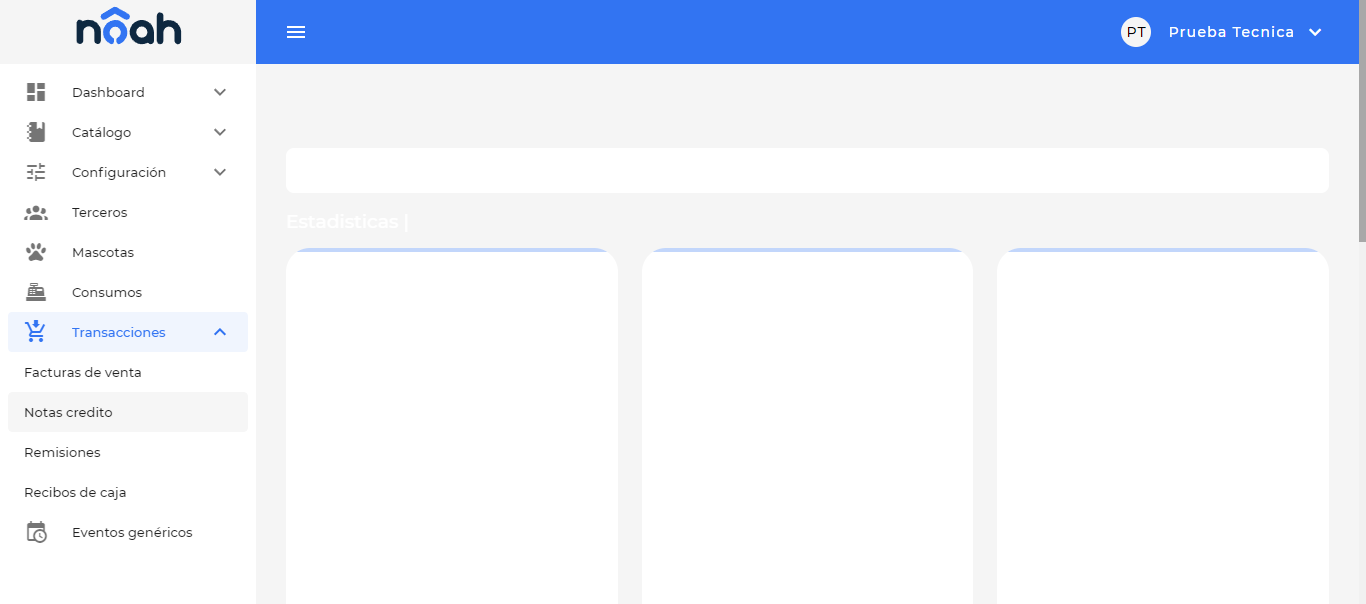 nôah
PT
Prueba Tecnica
Dashboard
Catálogo
Configuración
Terceros
Mascotas
Consumos
Transacciones
Facturas de venta
Notas credito
Remisiones
Recibos de caja
Eventos genéricos
Estadisticas |